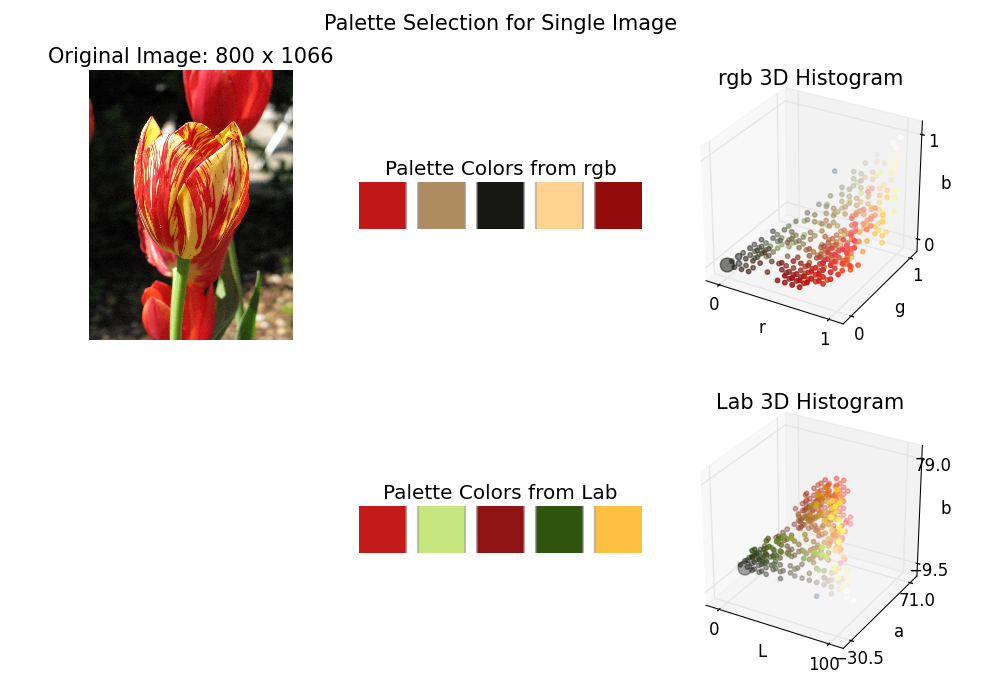 Palette Selection for Single Image
Original Image: 800 x 1066
rgb 3D Histogram
1
b
0
1
g
0
0
r
1
Palette Colors from rgb
Lab 3D Histogram
79.0
b
−9.5
71.0
a
−30.5
0
L
100
Palette Colors from Lab